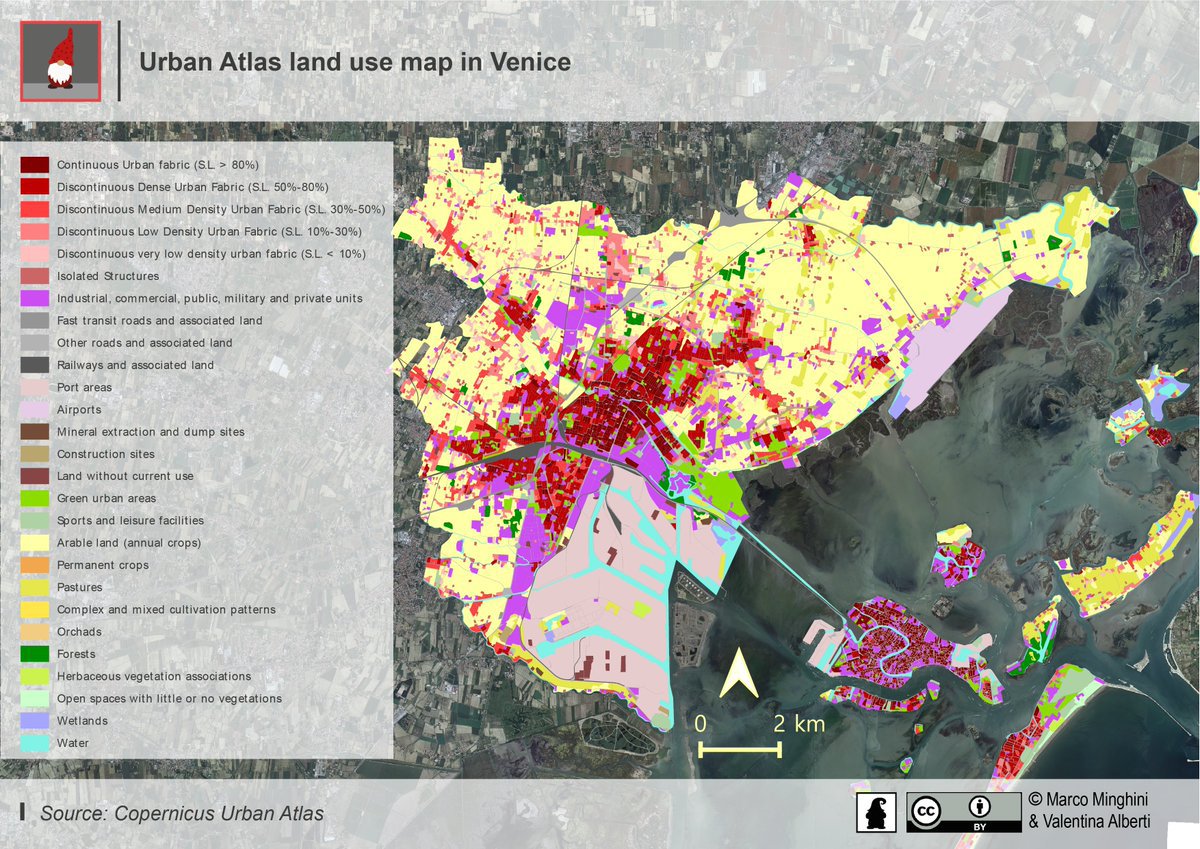 Urban Atlas land use map in Venice
Continuous Urban fabric (S.L. > 80%)
Discontinuous Dense Urban Fabric (S.L. 50%-80%)
Discontinuous Medium Density Urban Fabric (S.L. 30%-50%)
Discontinuous Low Density Urban Fabric (S.L. 10%-30%)
Discontinuous very low density urban fabric (S.L. < 10%)
Isolated Structures
Industrial, commercial, public, military and private units
Fast transit roads and associated land
Other roads and associated land
Railways and associated land
Port areas
Airports
Mineral extraction and dump sites
Construction sites
Land without current use
Green urban areas
Sports and leisure facilities
Arable land (annual crops)
Permanent crops
Pastures
Complex and mixed cultivation patterns
Orchads
Forests
Herbaceous vegetation associations
Open spaces with little or no vegetations
Wetlands
Water
0 2 km
Source: Copernicus Urban Atlas
cc
BY
© Marco Minghini
& Valentina Alberti